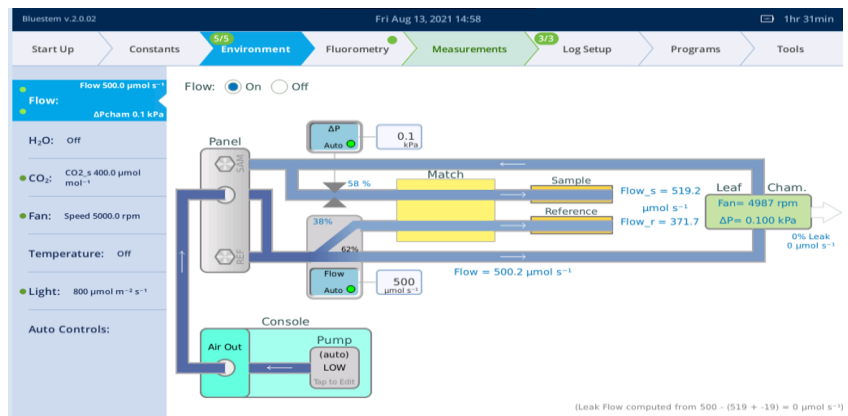 Bluestem v.2.0.02
Fri Aug 13, 2021 14:58
1hr 31min
Start Up
Constants
5/5
Environment
Fluorometry
Measurements
3/3
Log Setup
Programs
Tools
Flow 500.0 µmol s⁻¹
Flow:
ΔPcham 0.1 kPa
H₂O: Off
CO₂: CO2_s 400.0 µmol
mol⁻¹
Fan: Speed 5000.0 rpm
Temperature: Off
Light: 800 µmol m⁻² s⁻¹
Auto Controls:
Flow: On Off
Panel
SAM
REF
ΔP
Auto
0.1
kPa
58 %
Match
Sample
Reference
Flow_s = 519.2
µmol s⁻¹
Flow_r = 371.7
Leaf Cham.
Fan= 4987 rpm
ΔP= 0.100 kPa
0% Leak
0 µmol s⁻¹
38%
62%
Flow = 500.2 µmol s⁻¹
Flow
Auto
500
µmol s⁻¹
Console
Air Out
Pump
(auto)
LOW
Tap to Edit
(Leak Flow computed from 500 - (519 + -19) = 0 µmol s⁻¹)